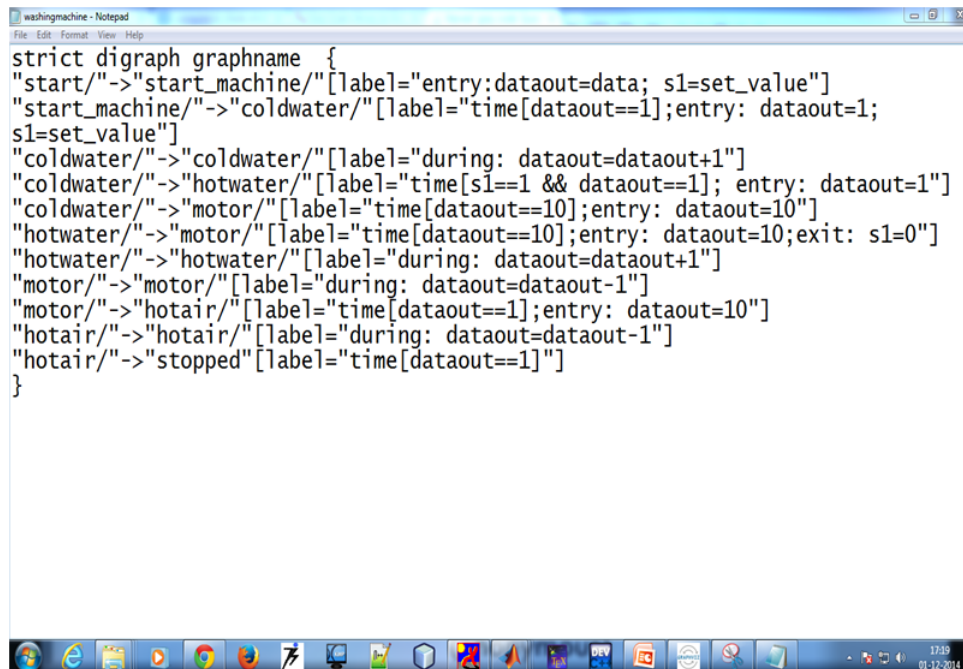 washingmachine - Notepad
File Edit Format View Help
strict digraph graphname  {
"start/"->"start_machine/"[label="entry:dataout=data; s1=set_value"]
"start_machine/"->"coldwater/"[label="time[dataout==1];entry: dataout=1;
s1=set_value"]
"coldwater/"->"coldwater/"[label="during: dataout=dataout+1"]
"coldwater/"->"hotwater/"[label="time[s1==1 && dataout==1]; entry: dataout=1"]
"coldwater/"->"motor/"[label="time[dataout==10];entry: dataout=10"]
"hotwater/"->"motor/"[label="time[dataout==10];entry: dataout=10;exit: s1=0"]
"hotwater/"->"hotwater/"[label="during: dataout=dataout+1"]
"motor/"->"motor/"[label="during: dataout=dataout-1"]
"motor/"->"hotair/"[label="time[dataout==1];entry: dataout=10"]
"hotair/"->"hotair/"[label="during: dataout=dataout-1"]
"hotair/"->"stopped"[label="time[dataout==1]"]
}
TeX
DEV
17:19
01-12-2014